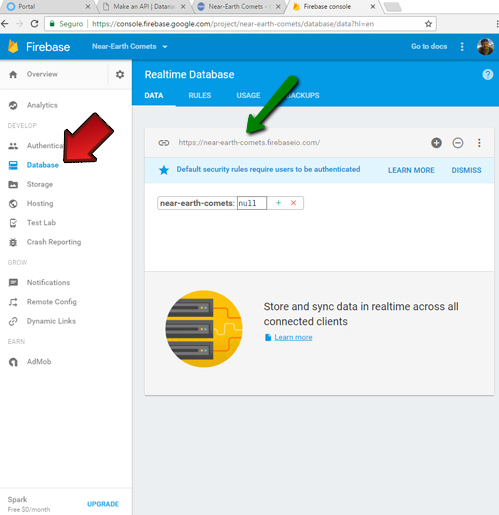 Portal
Make an API | Datane
Near-Earth Comets -
Firebase console
Seguro
https://console.firebase.google.com/project/near-earth-comets/database/data?hl=en
Firebase
Near-Earth Comets
Go to docs
Overview
Realtime Database
DATA
RULES
USAGE
BACKUPS
Analytics
DEVELOP
Authentica
Database
Storage
Hosting
Test Lab
Crash Reporting
GROW
Notifications
Remote Config
Dynamic Links
EARN
AdMob
Spark
Free $0/month
UPGRADE
https://near-earth-comets.firebaseio.com/
Default security rules require users to be authenticated
LEARN MORE
DISMISS
near-earth-comets: null
Store and sync data in realtime across all
connected clients
Learn more